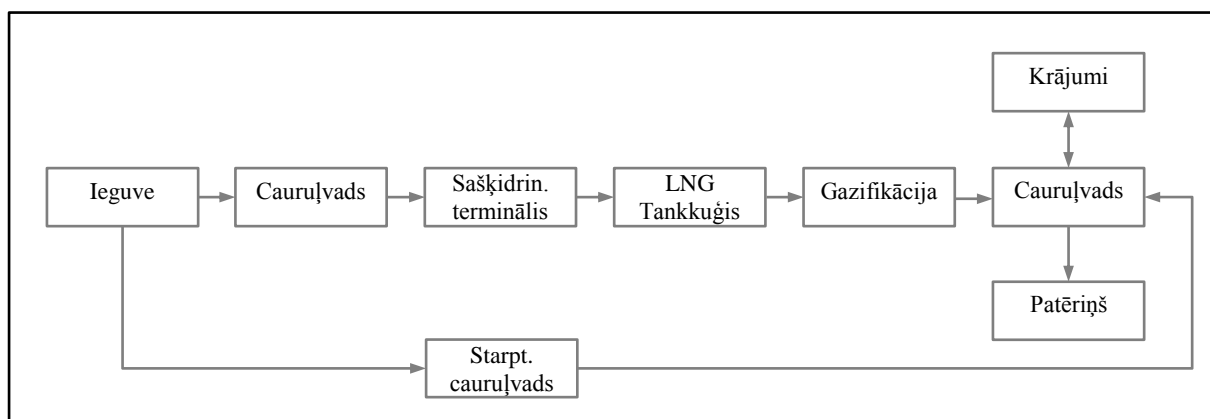 Krājumi
Ieguve
Cauruļvads
Sašķidrin.
terminālis
LNG
Tankkuģis
Gazifikācija
Cauruļvads
Patēriņš
Starpt.
cauruļvads